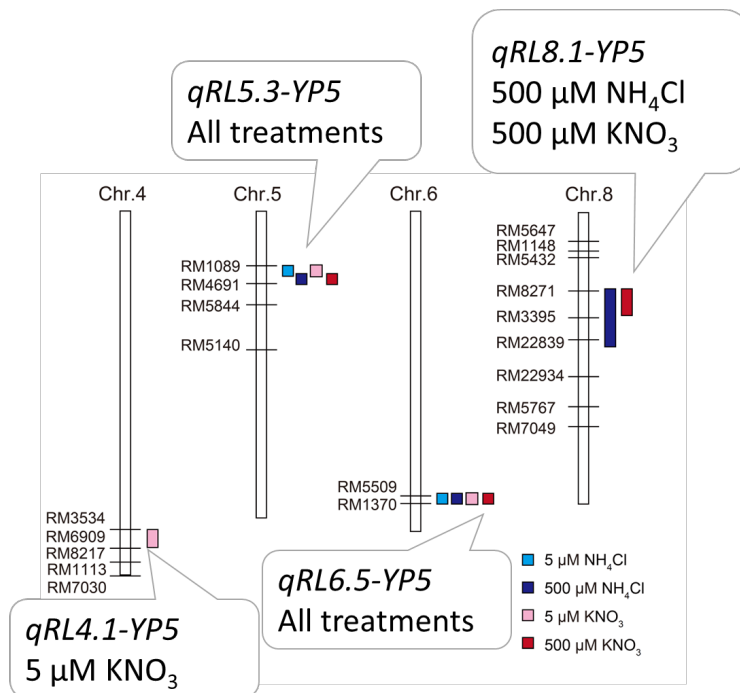 qRL8.1-YP5
500 µM NH₄Cl
500 µM KNO₃
qRL5.3-YP5
All treatments
Chr.4
Chr.5
Chr.6
Chr.8
RM3534
RM6909
RM8217
RM1113
RM7030
RM1089
RM4691
RM5844
RM5140
RM5509
RM1370
RM5647
RM1148
RM5432
RM8271
RM3395
RM22839
RM22934
RM5767
RM7049
qRL4.1-YP5
5 µM KNO₃
qRL6.5-YP5
All treatments
5 µM NH₄Cl
500 µM NH₄Cl
5 µM KNO₃
500 µM KNO₃